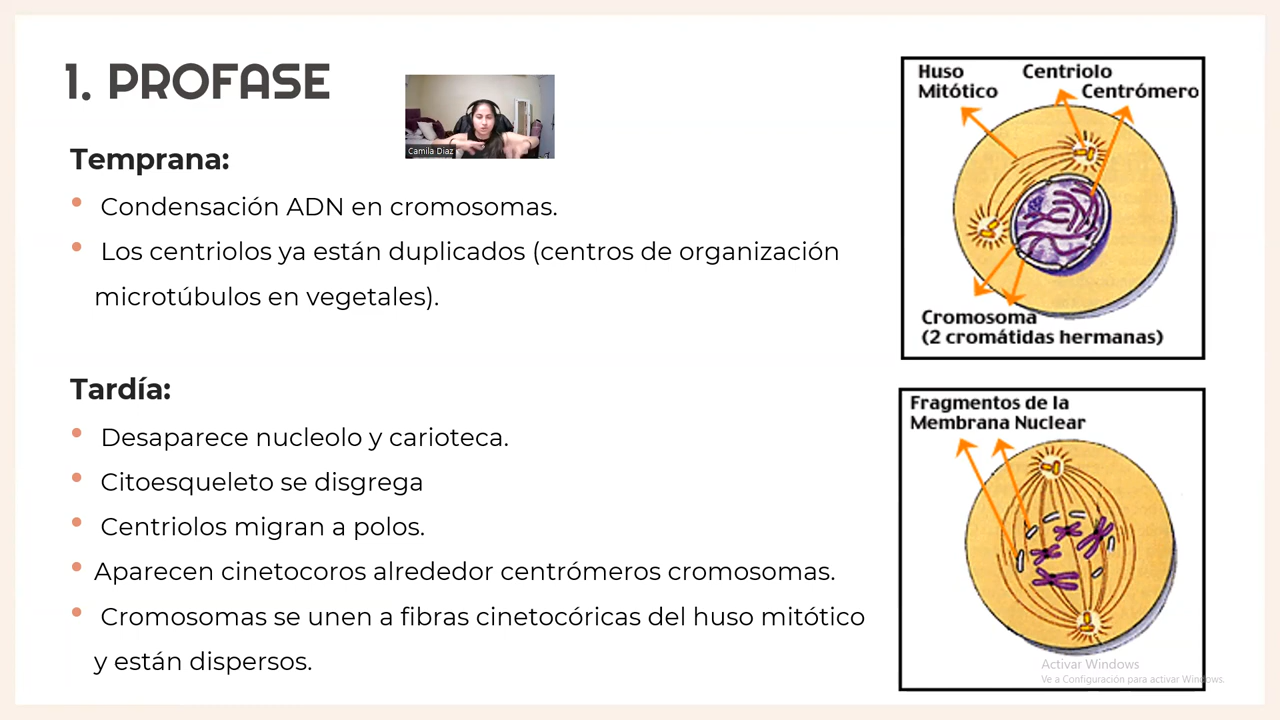 1. PROFASE
Camila Diaz
Temprana:
Condensación ADN en cromosomas.
Los centriolos ya están duplicados (centros de organización
microtúbulos en vegetales).
Tardía:
Desaparece nucleolo y carioteca.
Citoesqueleto se disgrega
Centriolos migran a polos.
Aparecen cinetocoros alrededor centrómeros cromosomas.
Cromosomas se unen a fibras cinetocóricas del huso mitótico
y están dispersos.
Huso
Mitótico
Centriolo
Centrómero
Cromosoma
(2 cromátidas hermanas)
Fragmentos de la
Membrana Nuclear
Activar Windows
Ve a Configuración para activar Windows.